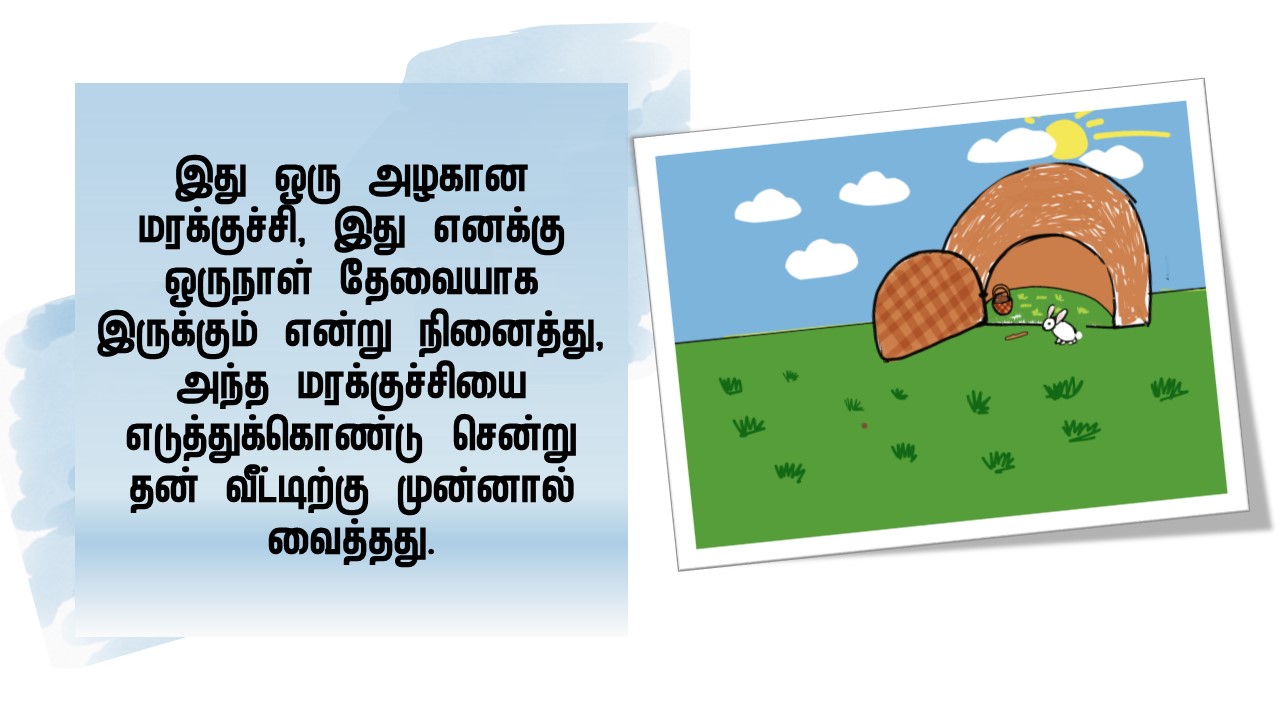 இது ஒரு அழகான
மரக்குச்சி, இது எனக்கு
ஒருநாள் தேவையாக
இருக்கும் என்று நினைத்து,
அந்த மரக்குச்சியை
எடுத்துக்கொண்டு சென்று
தன் வீட்டிற்கு முன்னால்
வைத்தது.